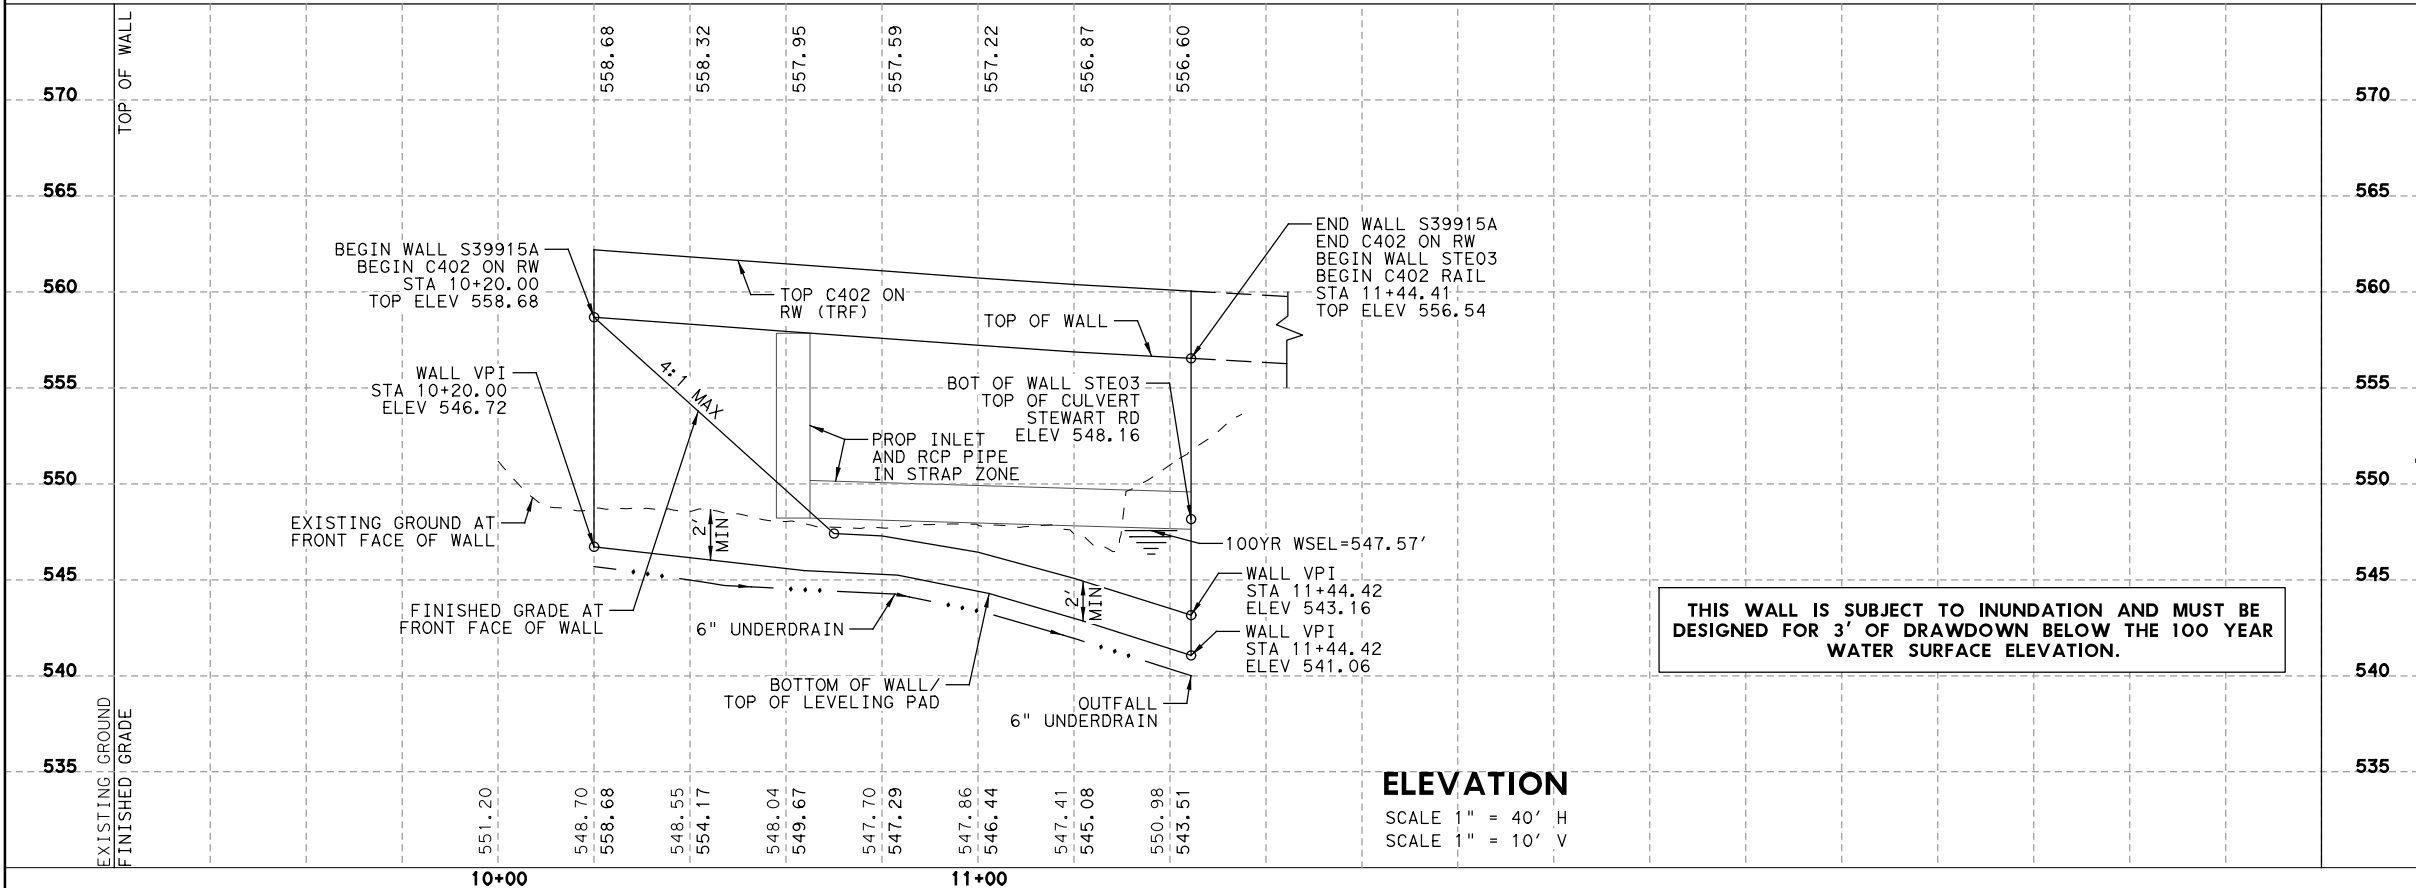 TOP OF WALL
558.68
558.32
557.95
557.59
557.22
556.87
556.60
570
570
565
565
560
560
555
555
550
550
545
545
540
540
535
535
BEGIN WALL S39915A
BEGIN C402 ON RW
STA 10+20.00
TOP ELEV 558.68
WALL VPI
STA 10+20.00
ELEV 546.72
4:1 MAX
TOP C402 ON
RW (TRF)
TOP OF WALL
END WALL S39915A
END C402 ON RW
BEGIN WALL STE03
BEGIN C402 RAIL
STA 11+44.41
TOP ELEV 556.54
BOT OF WALL STE03
TOP OF CULVERT
STEWART RD
ELEV 548.16
PROP INLET
AND RCP PIPE
IN STRAP ZONE
EXISTING GROUND AT
FRONT FACE OF WALL
2'
MIN
100YR WSEL=547.57'
WALL VPI
STA 11+44.42
ELEV 543.16
2'
MIN
FINISHED GRADE AT
FRONT FACE OF WALL
6" UNDERDRAIN
WALL VPI
STA 11+44.42
ELEV 541.06
BOTTOM OF WALL/
TOP OF LEVELING PAD
OUTFALL
6" UNDERDRAIN
THIS WALL IS SUBJECT TO INUNDATION AND MUST BE
DESIGNED FOR 3' OF DRAWDOWN BELOW THE 100 YEAR
WATER SURFACE ELEVATION.
ELEVATION
SCALE 1" = 40' H
SCALE 1" = 10' V
EXISTING GROUND
FINISHED GRADE
551.20
548.70
558.68
548.55
554.17
548.04
549.67
547.70
547.29
547.86
546.44
547.41
545.08
550.98
543.51
10+00
11+00